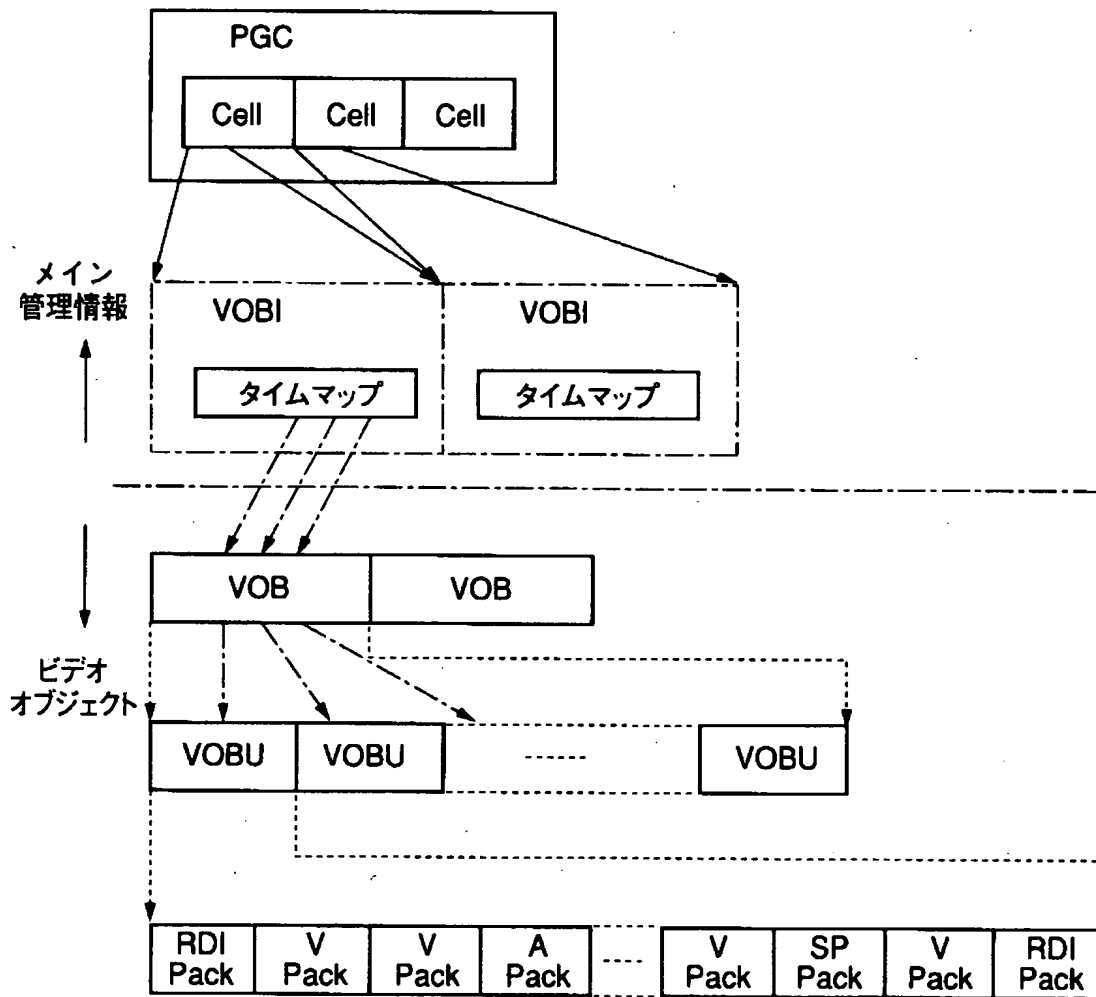 PGC
Cell Cell Cell
メイン
管理情報
VOBI VOBI
タイムマップ タイムマップ
VOB VOB
ビデオ
オブジェクト
VOBU VOBU VOBU
RDI V V A V SP V RDI
Pack Pack Pack Pack Pack Pack Pack Pack